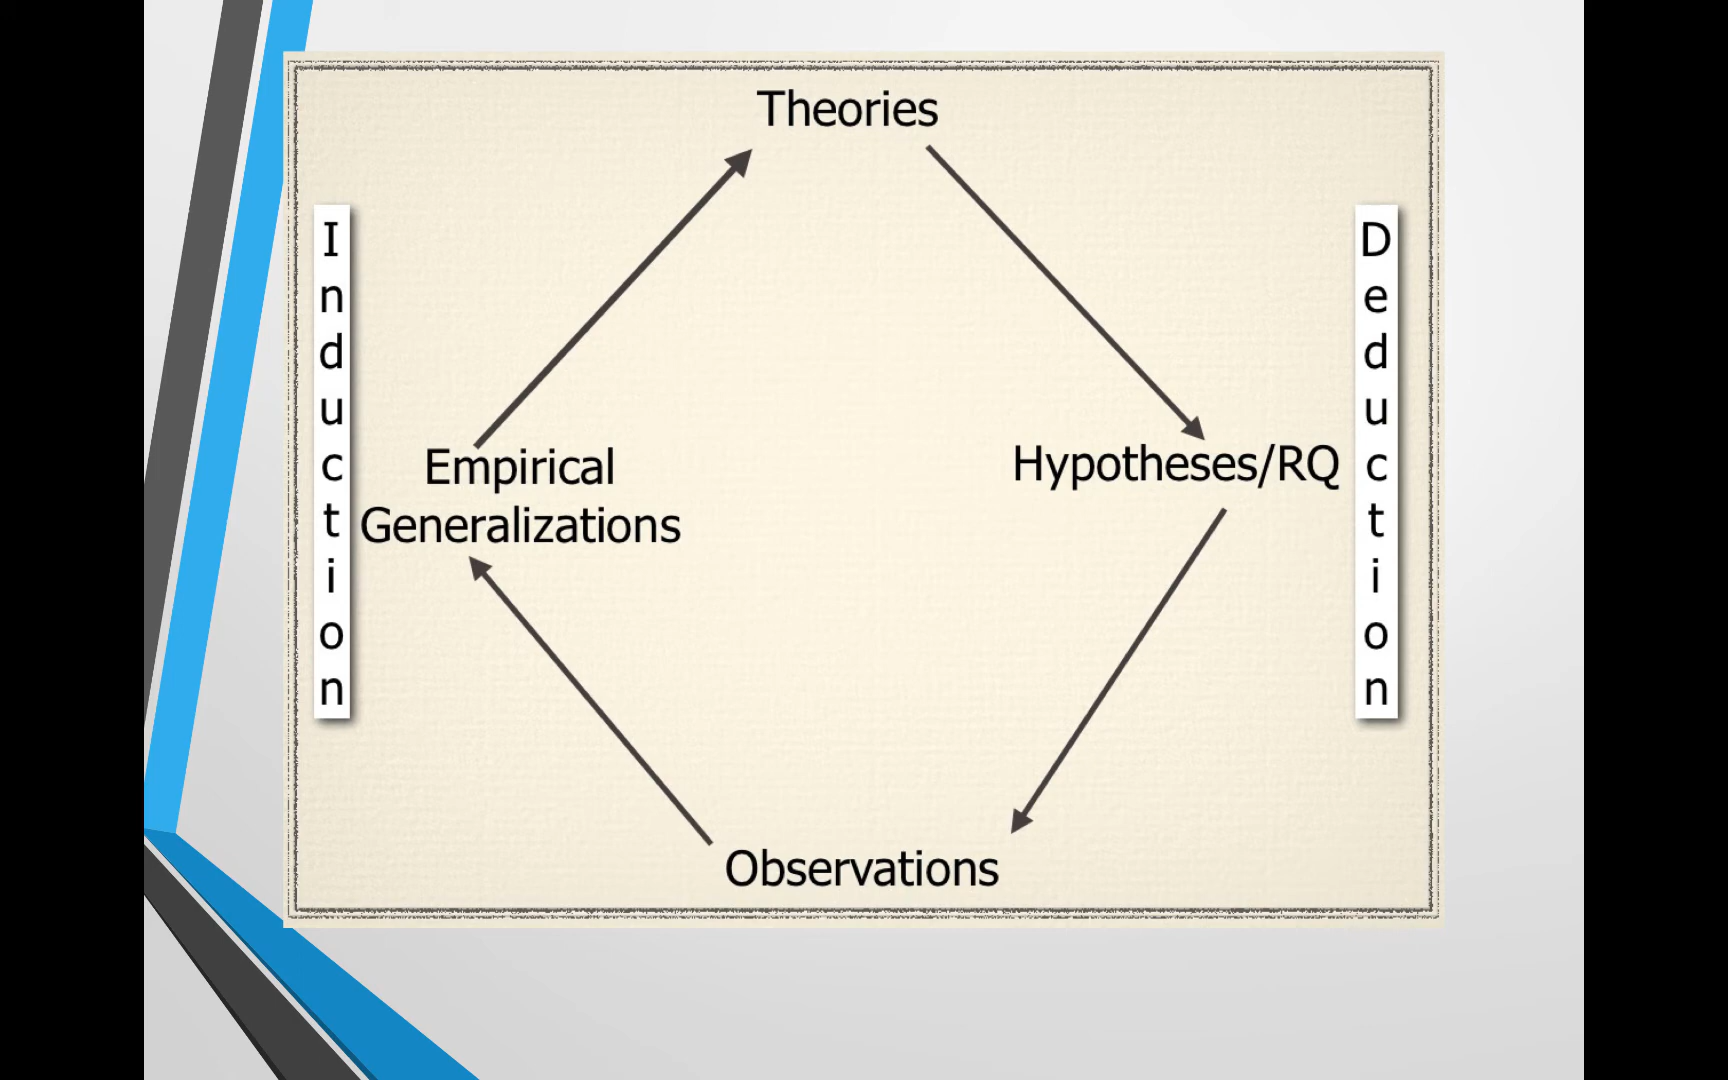 Theories
Induction
Deduction
Empirical
Generalizations
Hypotheses/RQ
Observations